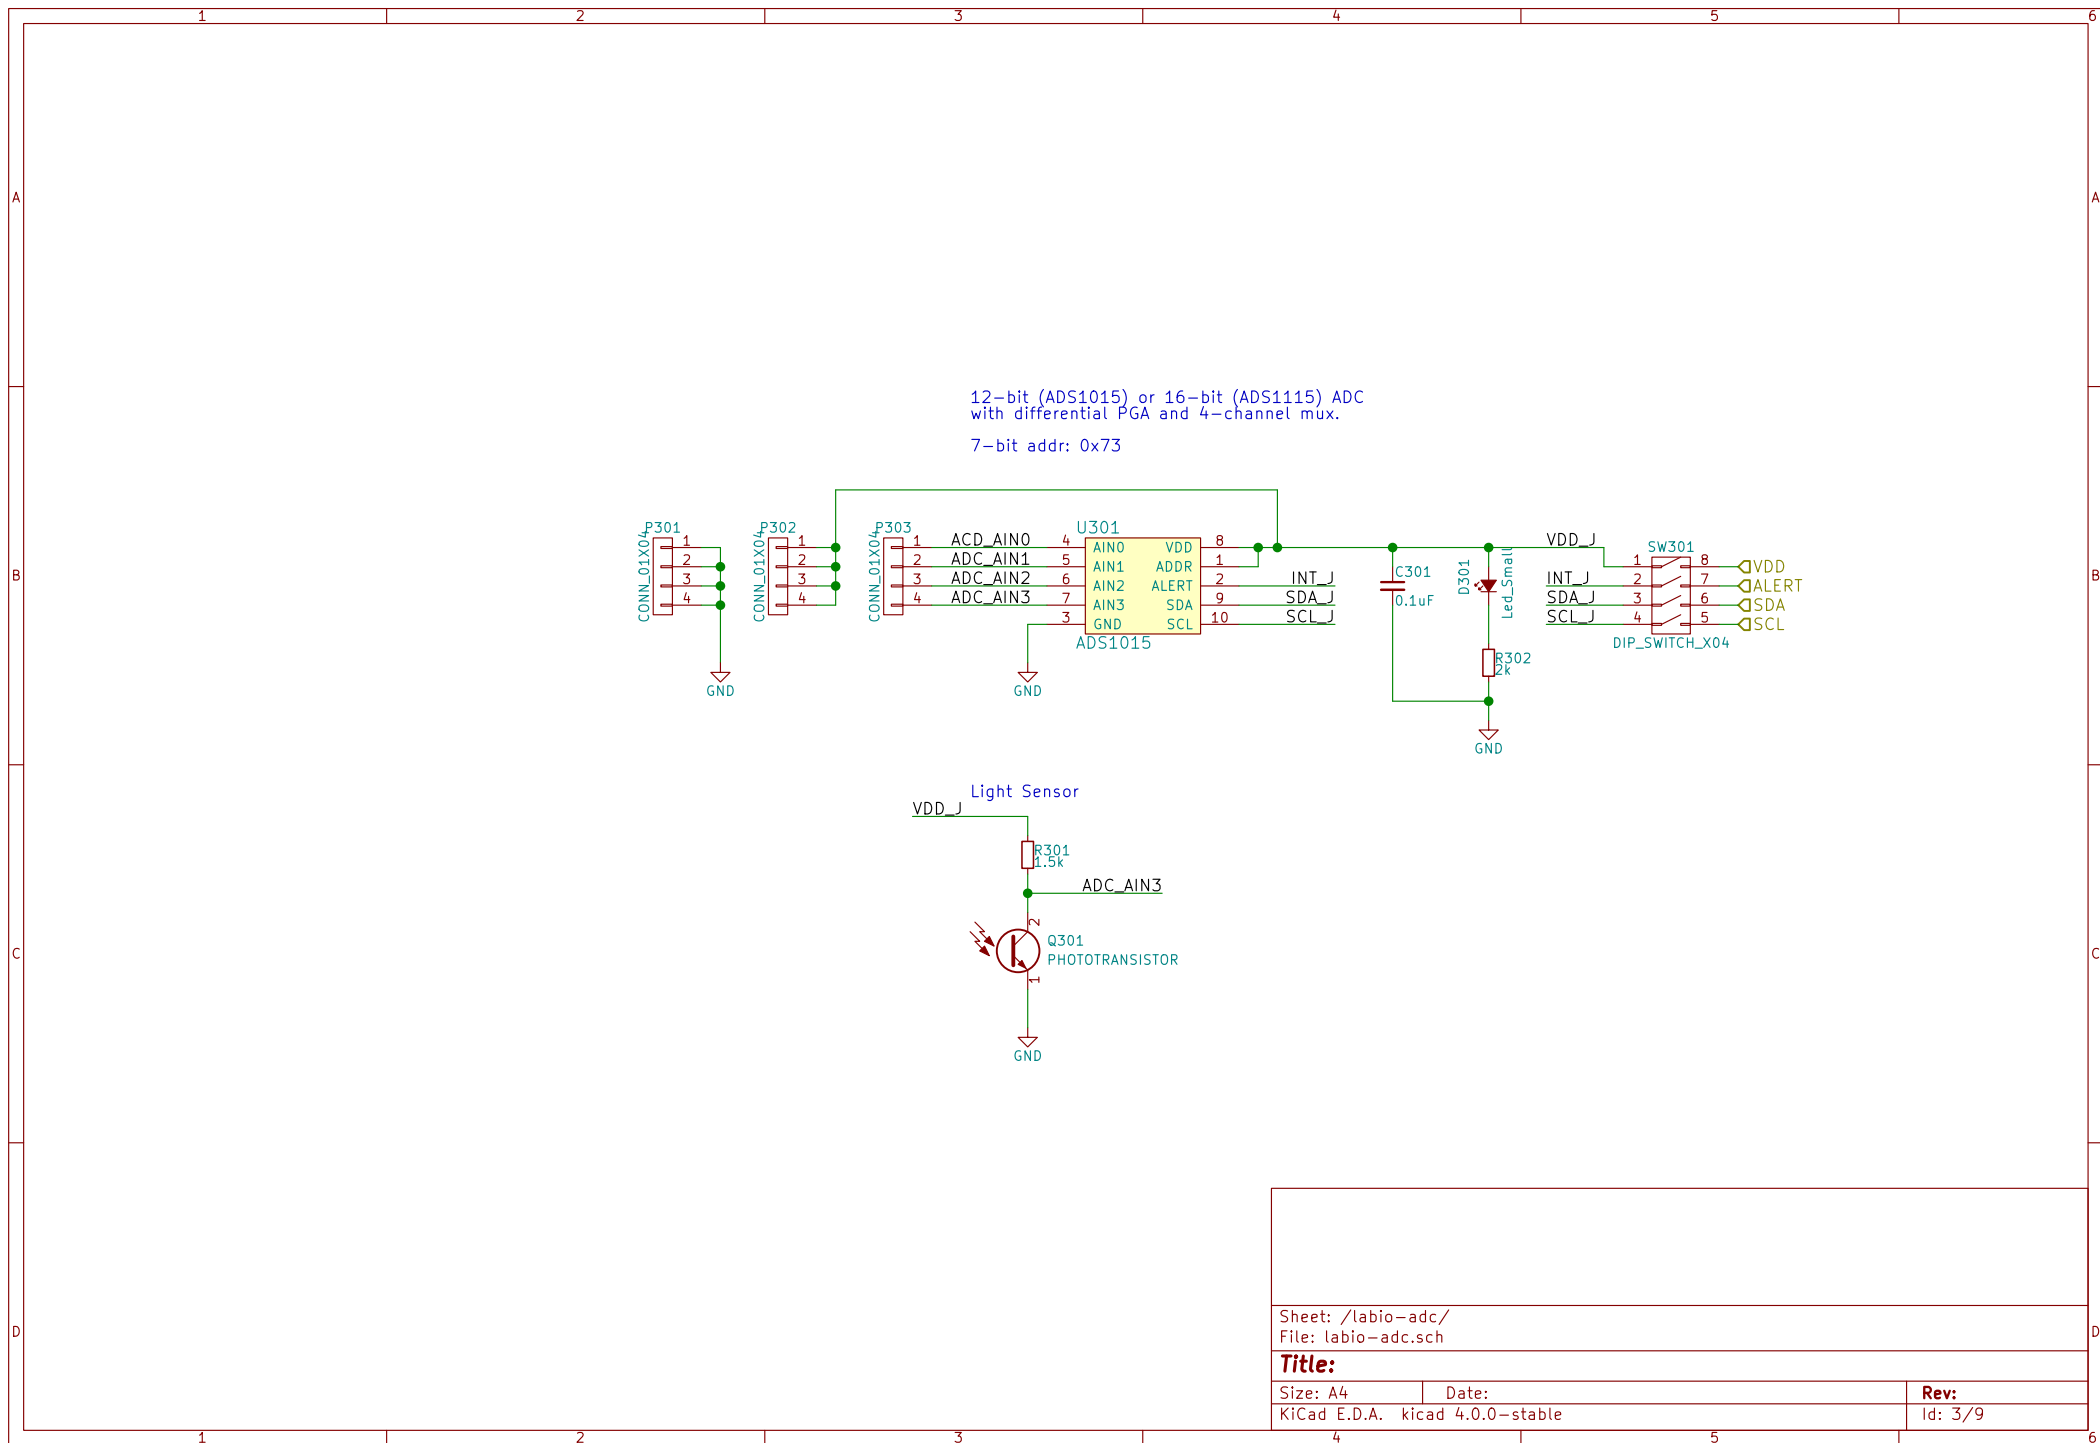 1 2 3 4 5 6
A A
12-bit (ADS1015) or 16-bit (ADS1115) ADC
with differential PGA and 4-channel mux.
7-bit addr: 0x73
B B
P301
CONN_01X04
1
2
3
4
GND
P302
CONN_01X04
1
2
3
4
P303
CONN_01X04
1 ACD_AIN0 4
2 ADC_AIN1 5
3 ADC_AIN2 6
4 ADC_AIN3 7
3
GND
U301
AIN0 VDD 8
AIN1 ADDR 1
AIN2 ALERT 2 INT_J
AIN3 SDA 9 SDA_J
GND SCL 10 SCL_J
ADS1015
C301
0.1uF
D301
Led_Small
R302
2k
GND
VDD_J
INT_J
SDA_J
SCL_J
SW301
1 8 VDD
2 7 ALERT
3 6 SDA
4 5 SCL
DIP_SWITCH_X04
Light Sensor
VDD_J
R301
1.5k
ADC_AIN3
2
Q301
PHOTOTRANSISTOR
1
GND
C C
D D
Sheet: /labio-adc/
File: labio-adc.sch
Title:
Size: A4 Date: Rev:
KiCad E.D.A. kicad 4.0.0-stable Id: 3/9
1 2 3 4 5 6